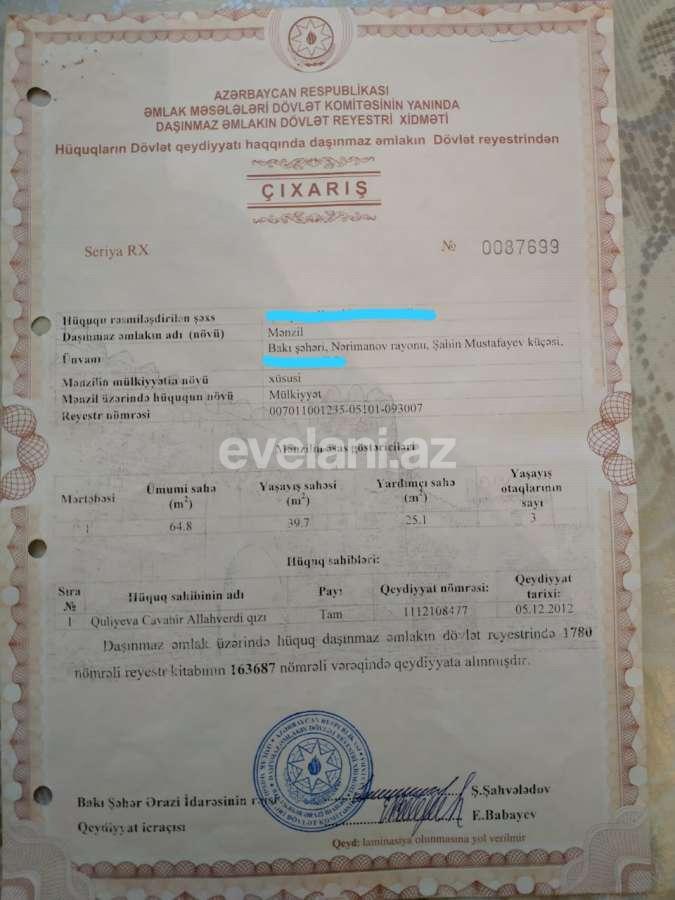 AZƏRBAYCAN RESPUBLİKASI
ƏMLAK MƏSƏLƏLƏRİ DÖVLƏT KOMİTƏSİNİN YANINDA
DAŞINMAZ ƏMLAKIN DÖVLƏT REYESTRİ XİDMƏTİ
Hüquqların Dövlət qeydiyyatı haqqında daşınmaz əmlakın Dövlət reyestrindən
ÇIXARIŞ
Seriya RX № 0087699
Hüququ rəsmiləşdirilən şəxs
Daşınmaz əmlakın adı (növü) Mənzil
Ünvanı Bakı şəhəri, Nərimanov rayonu, Şahin Mustafayev küçəsi,
Mənzilin mülkiyyətin növü xüsusi
Mənzil üzərində hüququn növü Mülkiyyət
Reyestr nömrəsi 007011001235-05101-093007
evelani.az
Mənzilin əsas göstəriciləri
Mərtəbəsi Ümumi saha (m²) Yaşayış sahəsi (m²) Yardımçı saha (m²) Yaşayış otaqlarının sayı
1 64.8 39.7 25.1 3
Hüquq sahibləri:
Sıra № Hüquq sahibinin adı Payı Qeydiyyat nömrəsi: Qeydiyyat tarixi:
1 Quliyeva Cavahir Allahverdi qızı Tam 1112108477 05.12.2012
Daşınmaz əmlak üzərində hüquq daşınmaz əmlakın dövlət reyestrində 1780
nömrəli reyestr kitabının 163687 nömrəli vərəqində qeydiyyata alınmışdır.
Bakı Şəhər Ərazi İdarəsinin rəisi Ş.Şahvələdov
Qeydiyyat icraçısı E.Babayev
Qeyd: laminasiya olunmasına yol verilmir